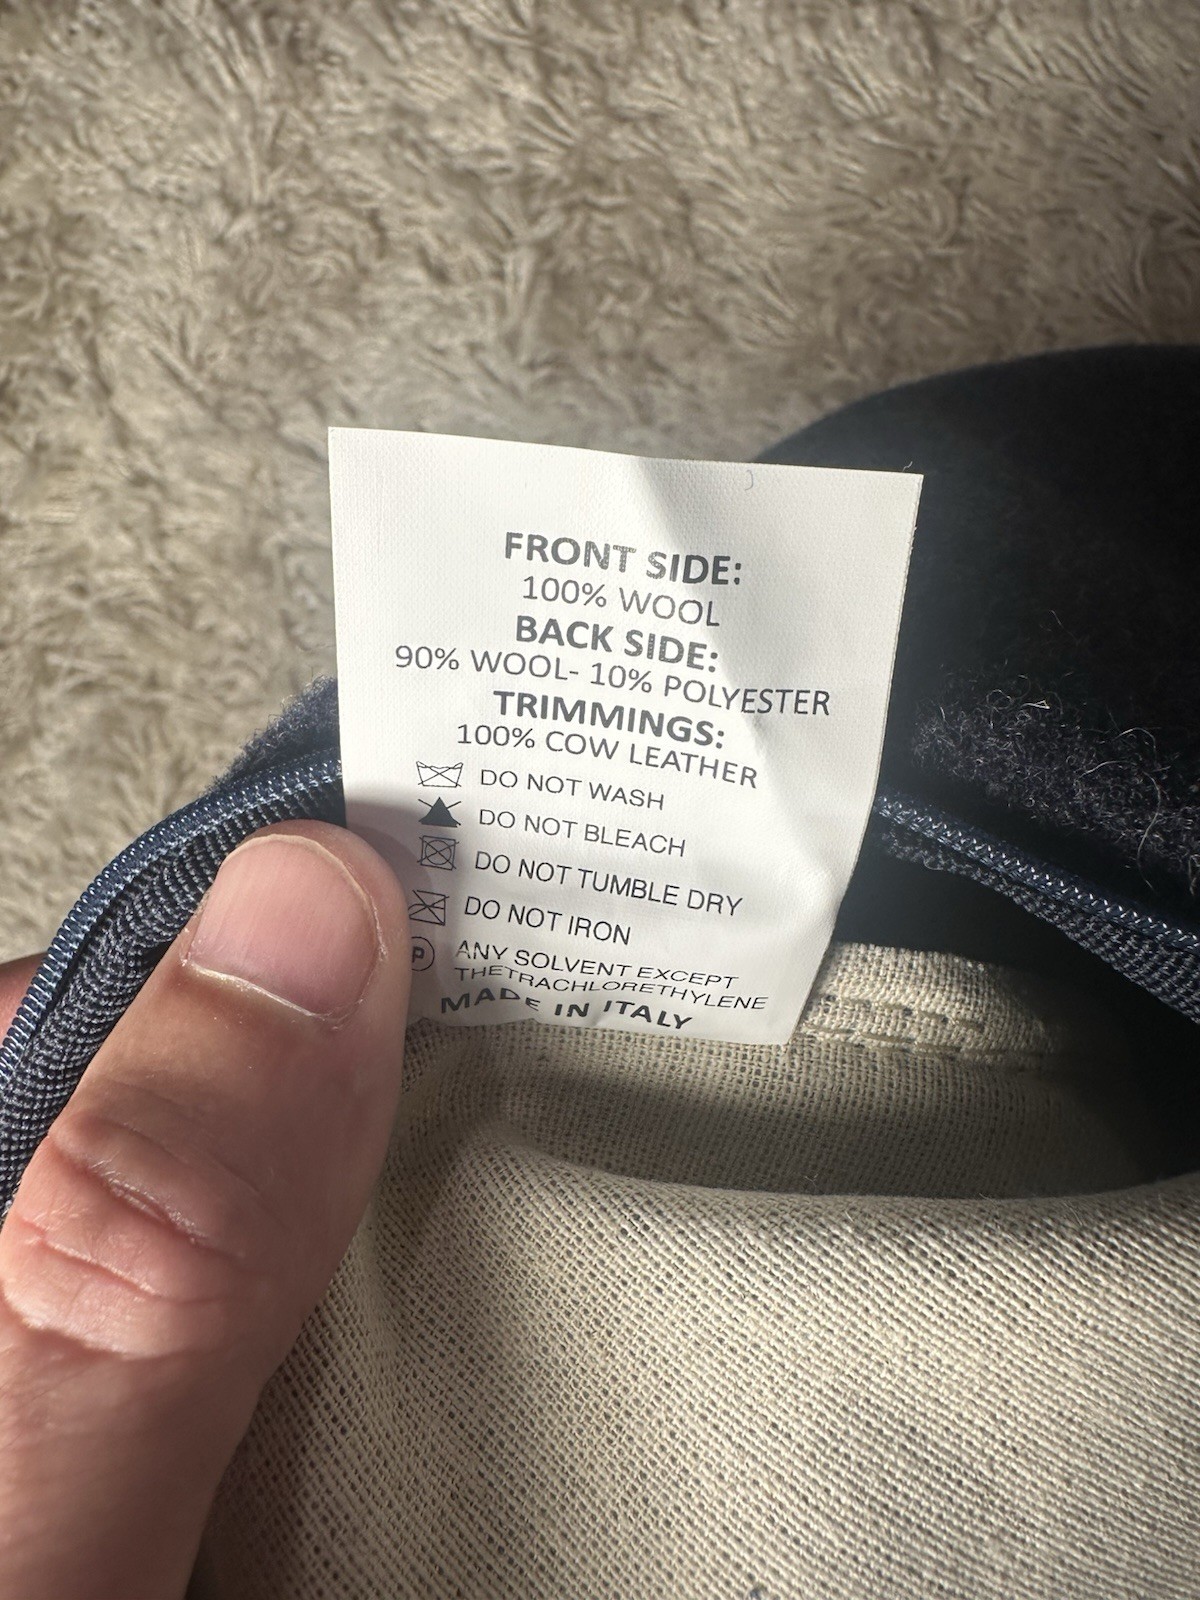 FRONT SIDE:
100% WOOL
BACK SIDE:
90% WOOL- 10% POLYESTER
TRIMMINGS:
100% COW LEATHER
DO NOT WASH
DO NOT BLEACH
DO NOT TUMBLE DRY
DO NOT IRON
P ANY SOLVENT EXCEPT
THETRACHLORETHYLENE
MADE IN ITALY